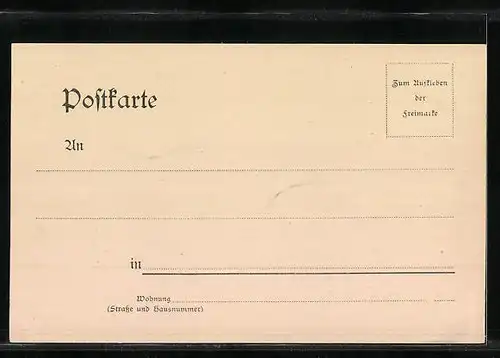 Postkarte
Zum Aufkleben
der
Freimarke
An
in
Wohnung
(Straße und Hausnummer)